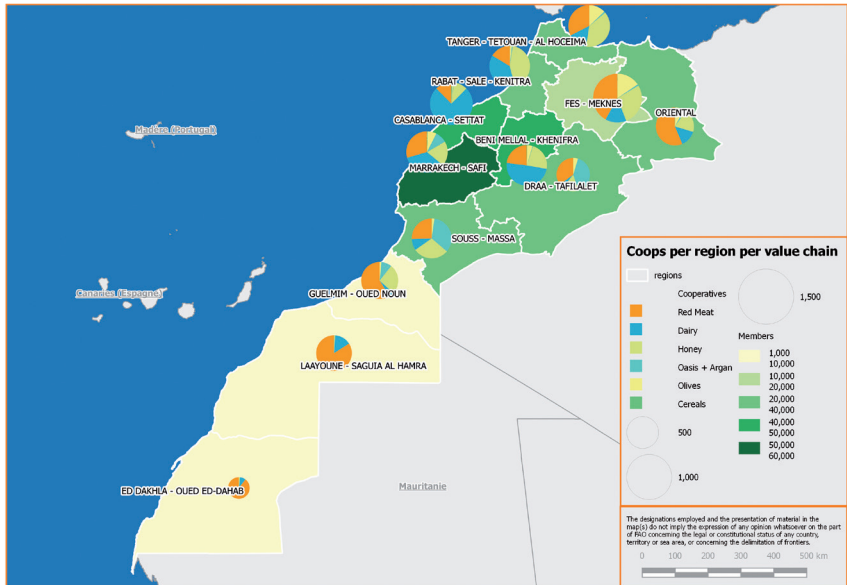 TANGER - TETOUAN - AL HOCEIMA
RABAT - SALE - KENITRA
FES - MEKNES
ORIENTAL
CASABLANCA - SETTAT
Madère (Portugal)
BENI MELLAL - KHENIFRA
MARRAKECH - SAFI
DRAA - TAFILALET
SOUSS - MASSA
Canaries (Espagne)
GUELMIM - OUED NOUN
LAAYOUNE - SAGUIA AL HAMRA
ED DAKHLA - OUED ED-DAHAB
Mauritanie
Coops per region per value chain
regions
Cooperatives
Red Meat
Dairy
Honey
Oasis + Argan
Olives
Cereals
500
1,000
1,500
Members
1,000
10,000
10,000
20,000
20,000
40,000
40,000
50,000
50,000
60,000
The designations employed and the presentation of material in the
map(s) do not imply the expression of any opinion whatsoever on the part
of FAO concerning the legal or constitutional status of any country,
territory or sea area, or concerning the delimitation of frontiers.
0 100 200 300 400 500 km